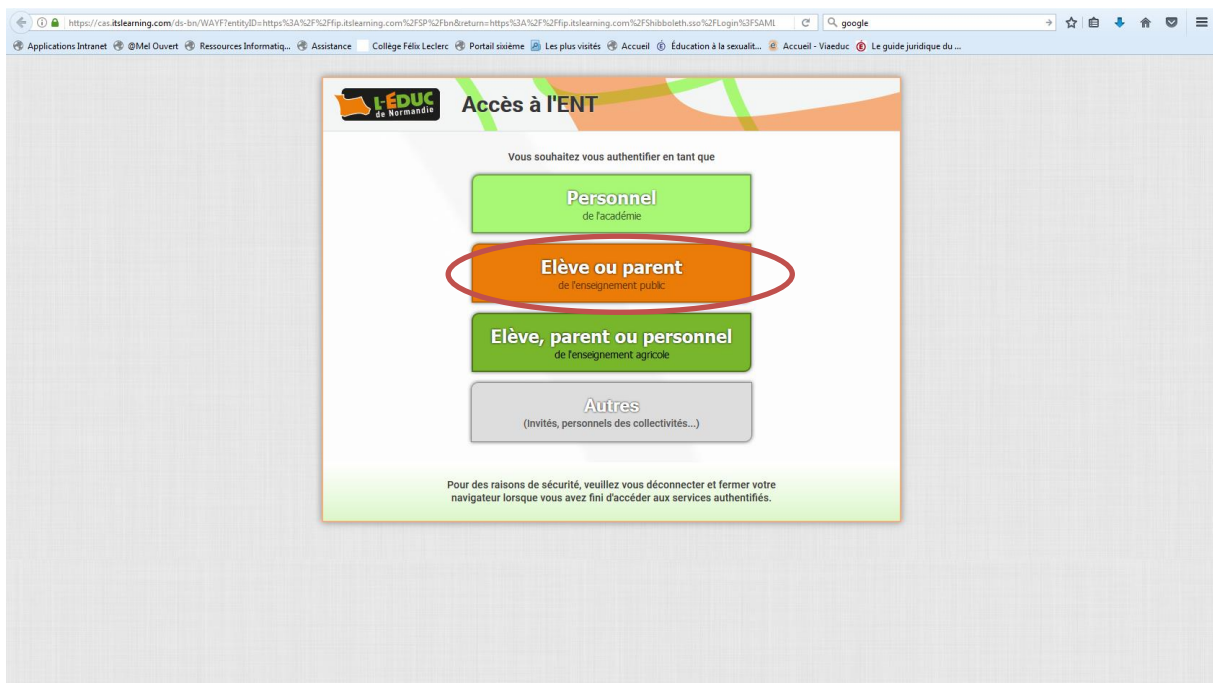 https://cas.itslearning.com/ds-bn/WAYF?entityID=https%3A%2F%2Ffip.itslearning.com%2FSP%2Fbn&return=https%3A%2F%2Ffip.itslearning.com%2FShibboleth.sso%2FLogin%3FSAML google
Applications Intranet @Mel Ouvert Ressources Informatiq... Assistance Collège Félix Leclerc Portail sixième Les plus visités Accueil Éducation à la sexualit... Accueil - Viaeduc Le guide juridique du ...
L'ÉDUC
de Normandie
Accès à l'ENT
Vous souhaitez vous authentifier en tant que
Personnel
de l'académie
Elève ou parent
de l'enseignement public
Elève, parent ou personnel
de l'enseignement agricole
Autres
(Invités, personnels des collectivités...)
Pour des raisons de sécurité, veuillez vous déconnecter et fermer votre
navigateur lorsque vous avez fini d'accéder aux services authentifiés.